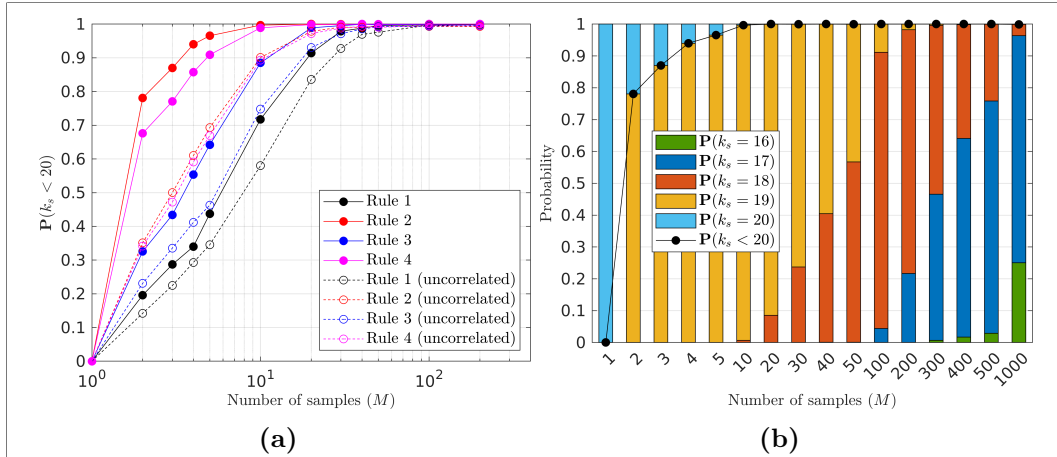 1
0.9
0.8
0.7
0.6
0.5
0.4
0.3
0.2
0.1
0
P(k_s < 20)
10^0
10^1
10^2
Number of samples (M)
Rule 1
Rule 2
Rule 3
Rule 4
Rule 1 (uncorrelated)
Rule 2 (uncorrelated)
Rule 3 (uncorrelated)
Rule 4 (uncorrelated)
(a)
1
0.9
0.8
0.7
0.6
0.5
0.4
0.3
0.2
0.1
0
Probability
P(k_s = 16)
P(k_s = 17)
P(k_s = 18)
P(k_s = 19)
P(k_s = 20)
P(k_s < 20)
1 2 3 4 5 10 20 30 40 50 100 200 300 400 500 1000
Number of samples (M)
(b)